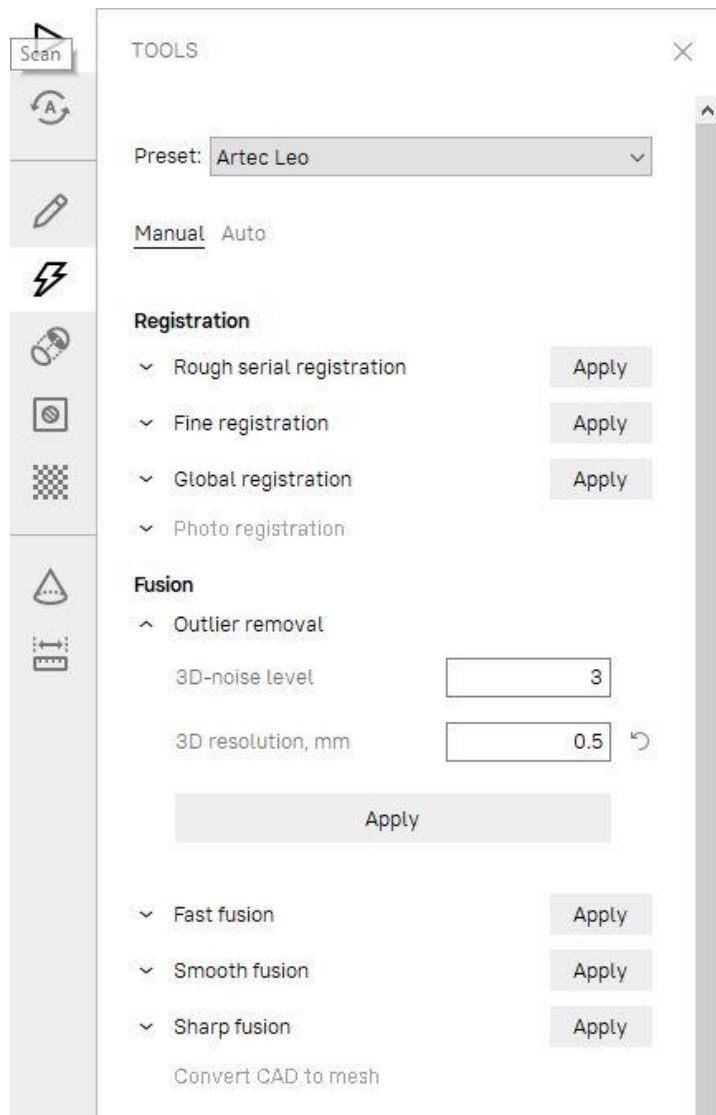 Scan
TOOLS
A
Preset: Artec Leo
Manual Auto
Registration
Rough serial registration Apply
Fine registration Apply
Global registration Apply
Photo registration
Fusion
Outlier removal
3D-noise level 3
3D resolution, mm 0.5
Apply
Fast fusion Apply
Smooth fusion Apply
Sharp fusion Apply
Convert CAD to mesh